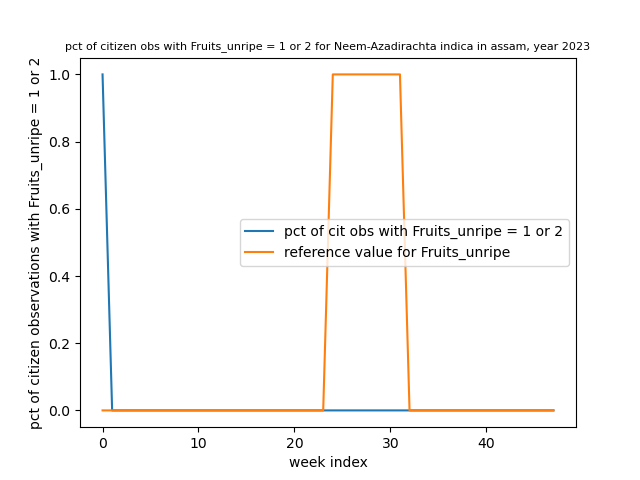 pct of citizen obs with Fruits_unripe = 1 or 2 for Neem-Azadirachta indica in assam, year 2023
pct of citizen observations with Fruits_unripe = 1 or 2
1.0
0.8
0.6
0.4
0.2
0.0
pct of cit obs with Fruits_unripe = 1 or 2
reference value for Fruits_unripe
0 10 20 30 40
week index